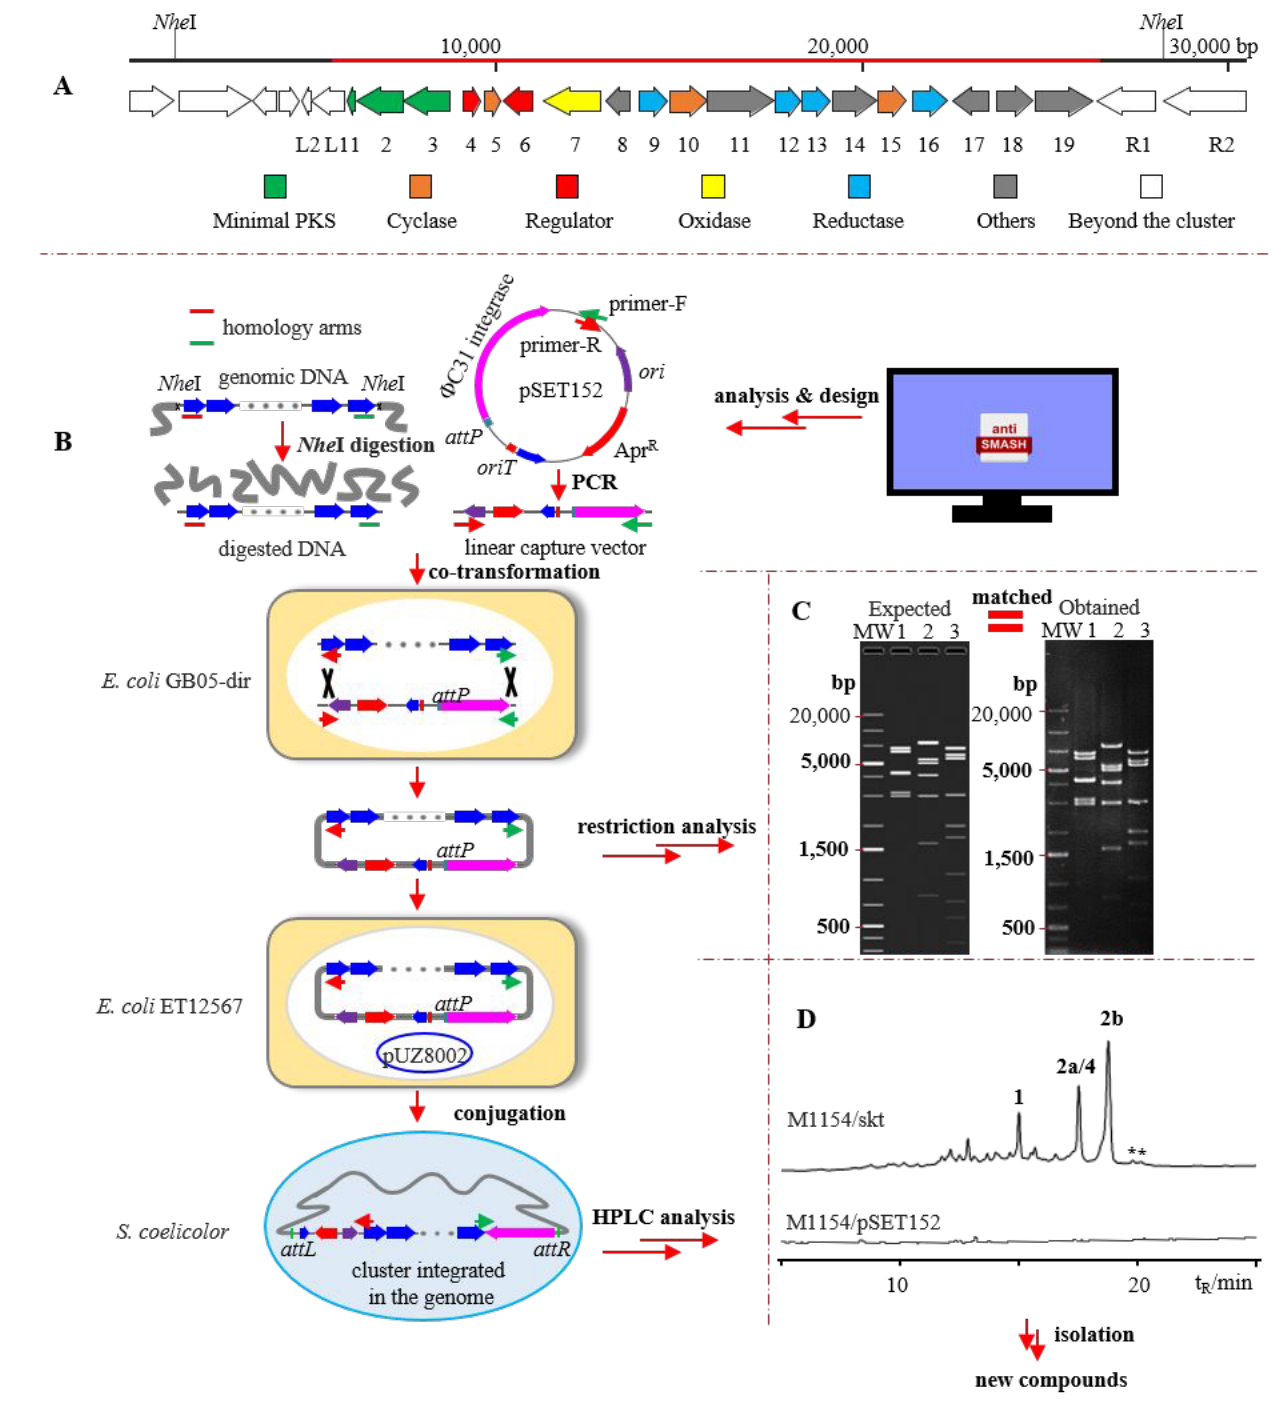 NheI NheI
10,000 20,000 30,000 bp
A
L2 L1 1 2 3 4 5 6 7 8 9 10 11 12 13 14 15 16 17 18 19 R1 R2
Minimal PKS Cyclase Regulator Oxidase Reductase Others Beyond the cluster
B
homology arms
NheI genomic DNA NheI
NheI digestion
digested DNA
ΦC31 integrase
primer-F
primer-R
pSET152
ori
attP
oriT
AprR
PCR
linear capture vector
analysis & design
anti
SMASH
co-transformation
E. coli GB05-dir
attP
attP
restriction analysis
E. coli ET12567
attP
pUZ8002
conjugation
S. coelicolor
attL attR
cluster integrated
in the genome
HPLC analysis
C
Expected matched Obtained
MW 1 2 3 MW 1 2 3
bp bp
20,000 20,000
5,000 5,000
1,500 1,500
500 500
D
2b
2a/4
1
M1154/skt
**
M1154/pSET152
10 20 tR/min
isolation
new compounds